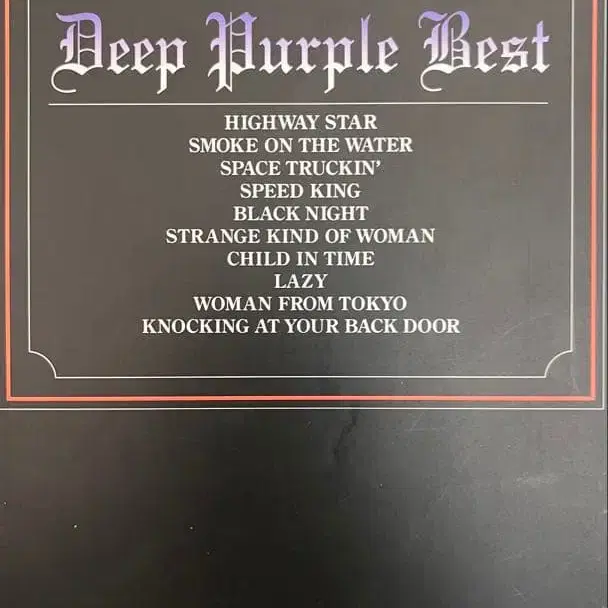 Deep Purple Best
HIGHWAY STAR
SMOKE ON THE WATER
SPACE TRUCKIN’
SPEED KING
BLACK NIGHT
STRANGE KIND OF WOMAN
CHILD IN TIME
LAZY
WOMAN FROM TOKYO
KNOCKING AT YOUR BACK DOOR